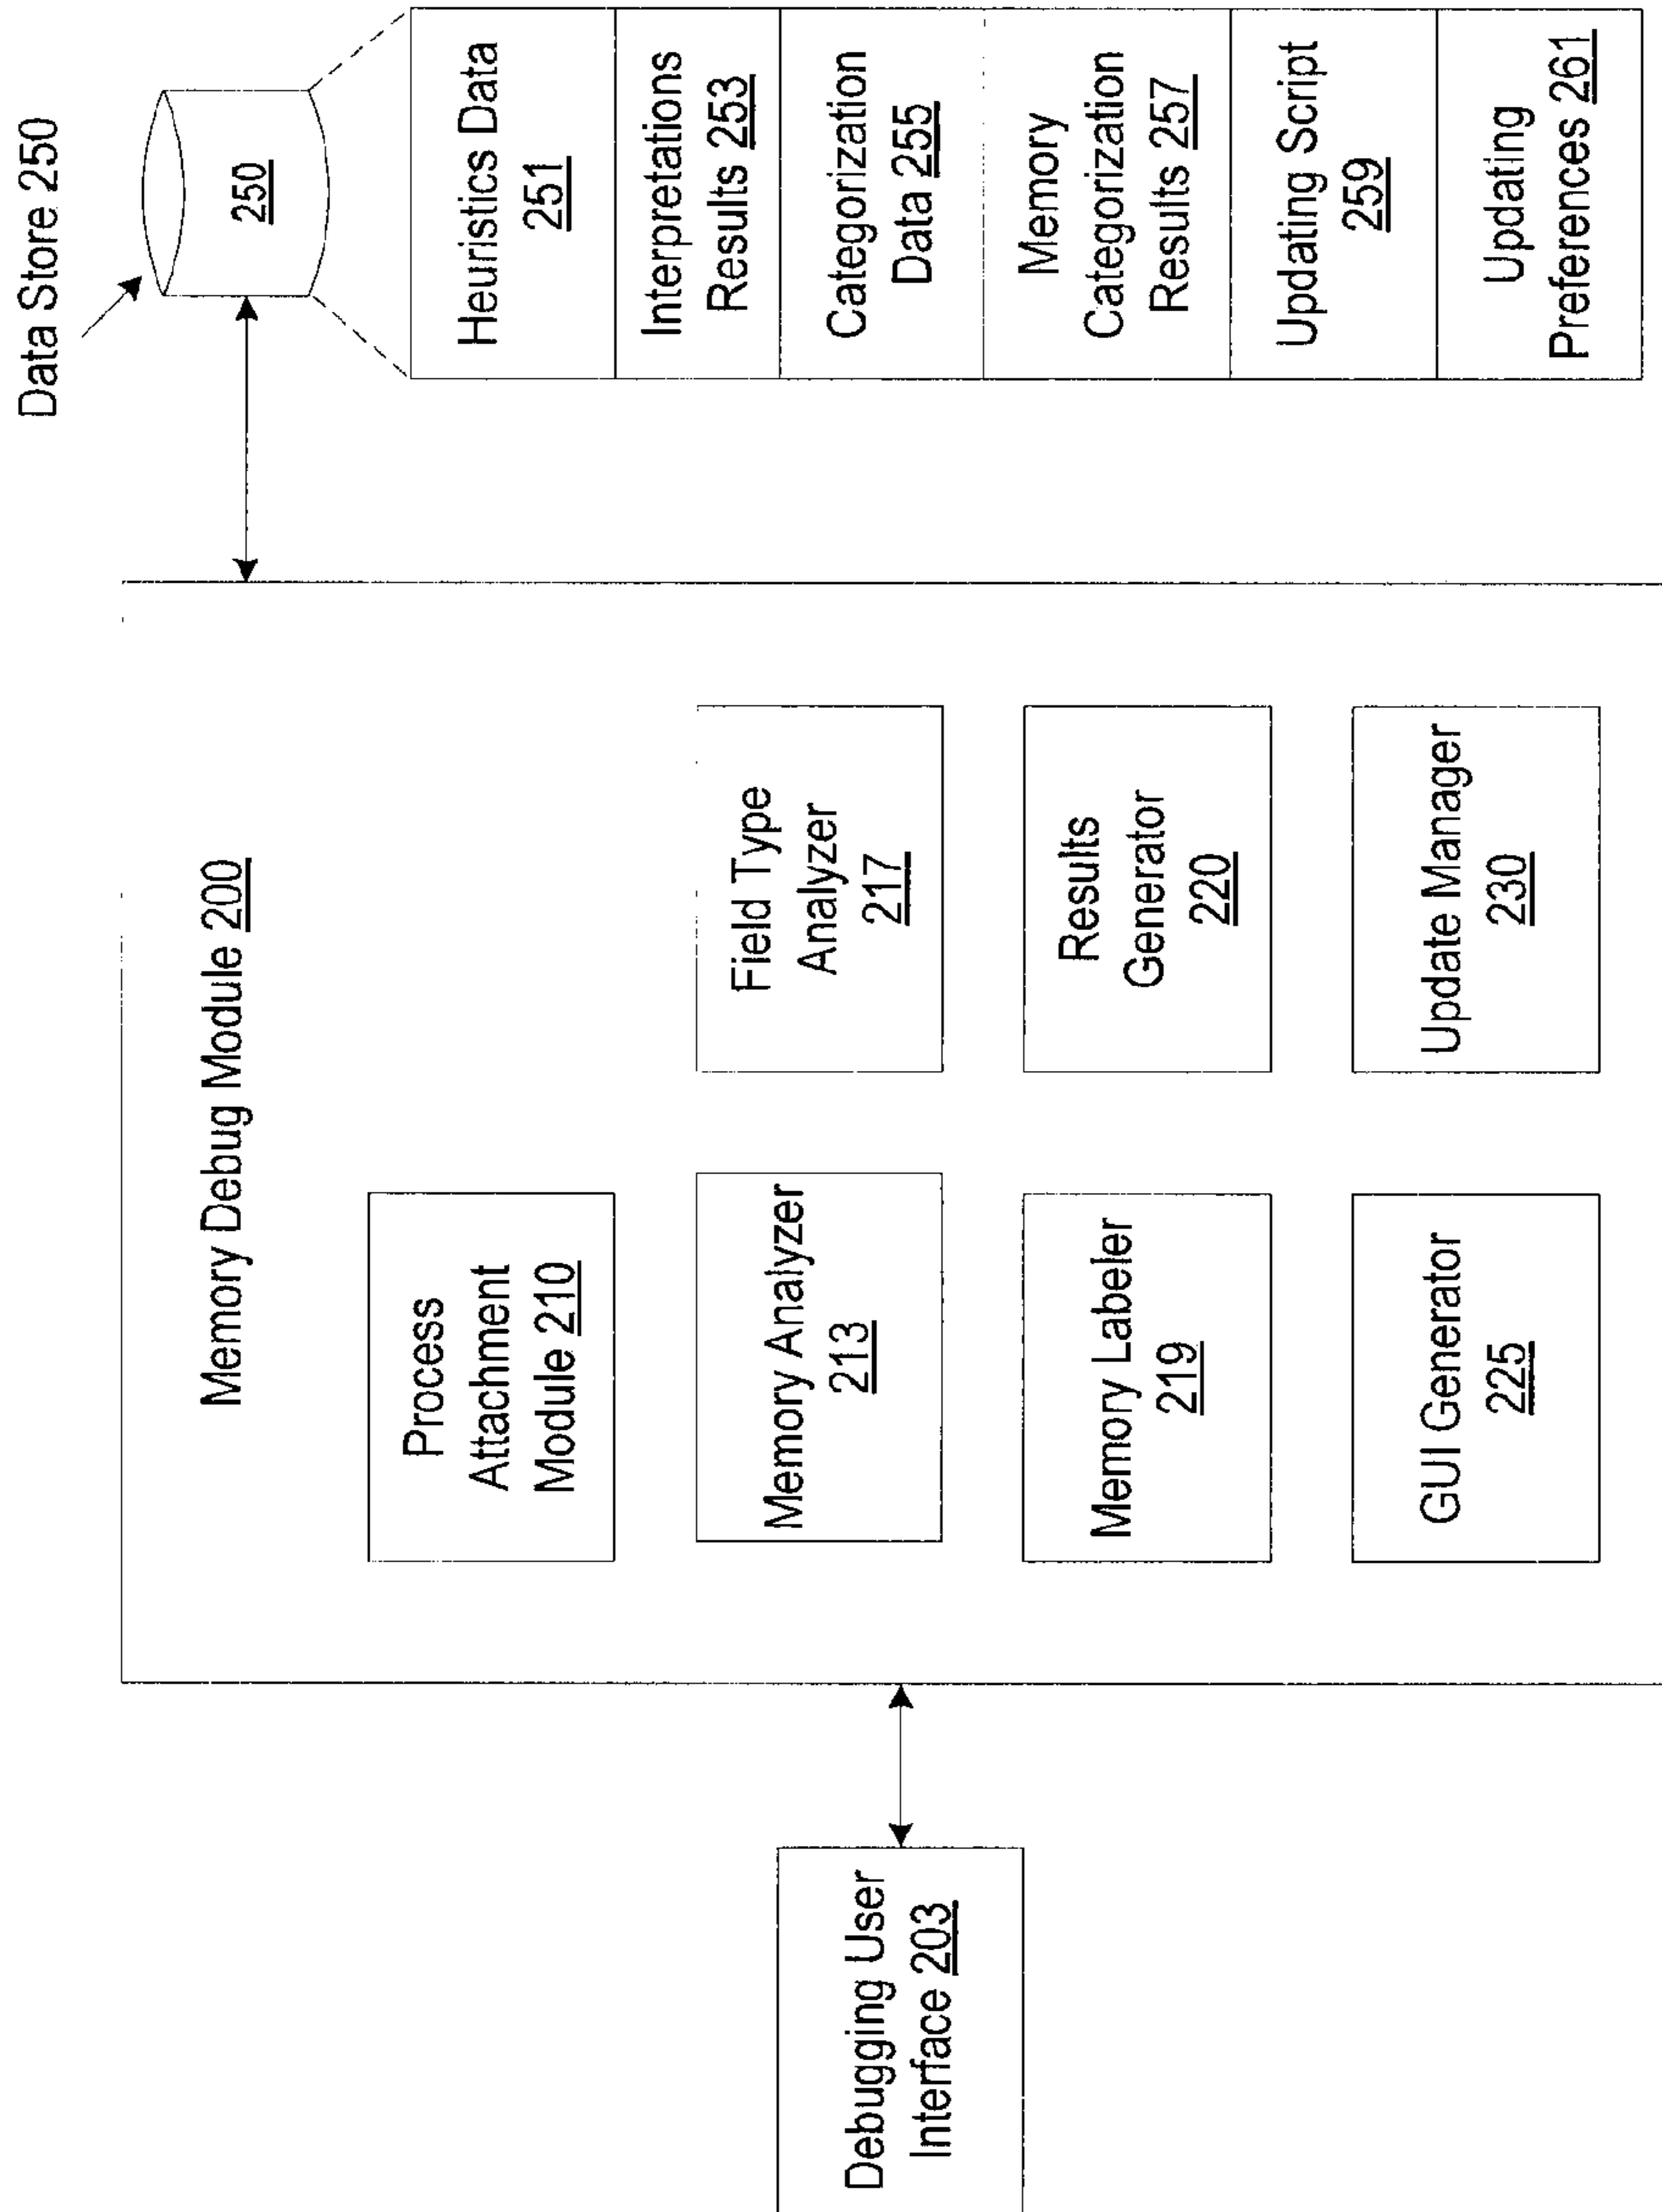 Data Store 250
250
Heuristics Data
251
Interpretations
Results 253
Categorization
Data 255
Memory
Categorization
Results 257
Updating Script
259
Updating
Preferences 261
Memory Debug Module 200
Process
Attachment
Module 210
Memory Analyzer
213
Field Type
Analyzer
217
Memory Labeler
219
Results
Generator
220
GUI Generator
225
Update Manager
230
Debugging User
Interface 203